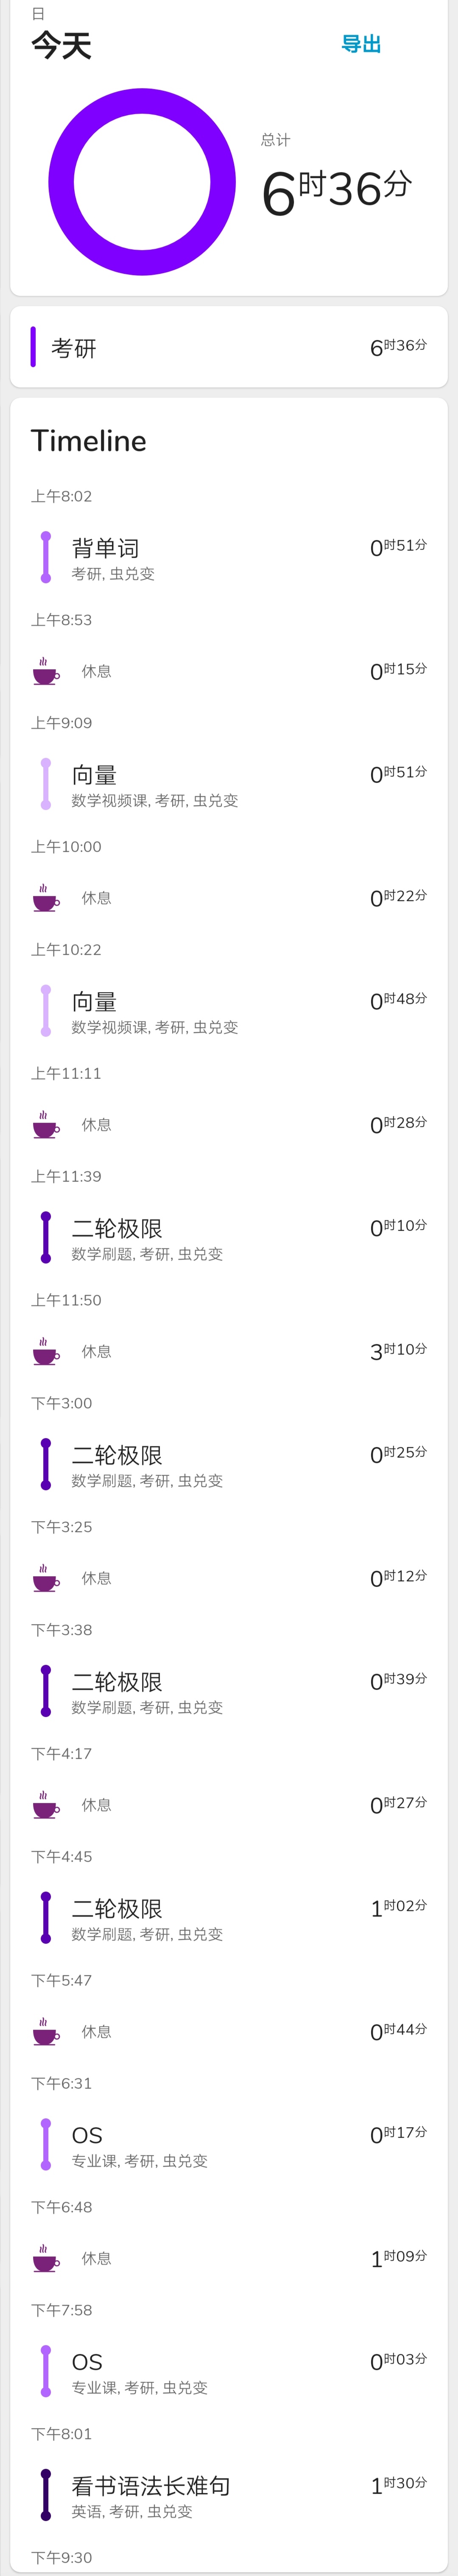 日
今天
导出
总计
6时36分
考研
6时36分
Timeline
上午8:02
背单词
0时51分
考研, 虫兑变
上午8:53
休息
0时15分
上午9:09
向量
0时51分
数学视频课, 考研, 虫兑变
上午10:00
休息
0时22分
上午10:22
向量
0时48分
数学视频课, 考研, 虫兑变
上午11:11
休息
0时28分
上午11:39
二轮极限
0时10分
数学刷题, 考研, 虫兑变
上午11:50
休息
3时10分
下午3:00
二轮极限
0时25分
数学刷题, 考研, 虫兑变
下午3:25
休息
0时12分
下午3:38
二轮极限
0时39分
数学刷题, 考研, 虫兑变
下午4:17
休息
0时27分
下午4:45
二轮极限
1时02分
数学刷题, 考研, 虫兑变
下午5:47
休息
0时44分
下午6:31
OS
0时17分
专业课, 考研, 虫兑变
下午6:48
休息
1时09分
下午7:58
OS
0时03分
专业课, 考研, 虫兑变
下午8:01
看书语法长难句
1时30分
英语, 考研, 虫兑变
下午9:30